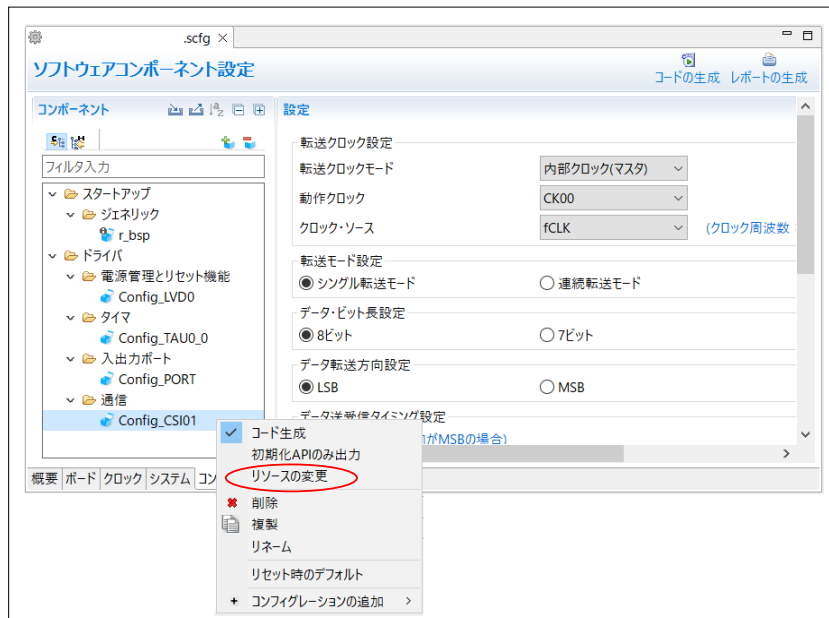 .scfg
ソフトウェアコンポーネント設定
コードの生成 レポートの生成
コンポーネント
設定
フィルタ入力
スタートアップ
ジェネリック
r_bsp
ドライバ
電源管理とリセット機能
Config_LVD0
タイマ
Config_TAU0_0
入出力ポート
Config_PORT
通信
Config_CSI01
転送クロック設定
転送クロックモード 内部クロック(マスタ)
動作クロック CK00
クロック・ソース fCLK (クロック周波数
転送モード設定
シングル転送モード 連続転送モード
データ・ビット長設定
8ビット 7ビット
データ転送方向設定
LSB MSB
データ送受信タイミング設定
がMSBの場合)
概要 ボード クロック システム コン
コード生成
初期化APIのみ出力
リソースの変更
削除
複製
リネーム
リセット時のデフォルト
コンフィグレーションの追加